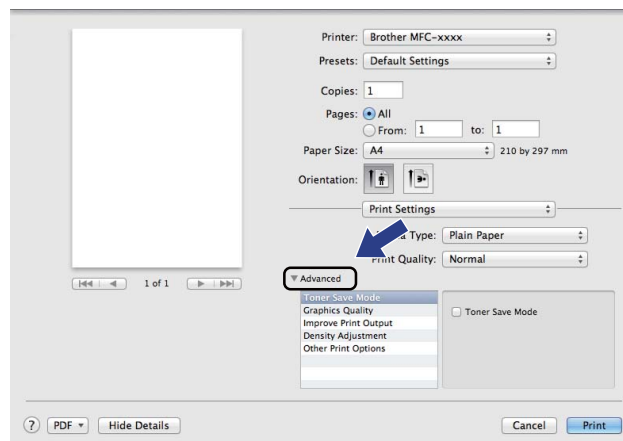 Printer: Brother MFC-xxxx
Presets: Default Settings
Copies: 1
Pages: All
From: 1 to: 1
Paper Size: A4 210 by 297 mm
Orientation:
Print Settings
Type: Plain Paper
Print Quality: Normal
1 of 1
Advanced
Toner Save Mode
Graphics Quality
Improve Print Output
Density Adjustment
Other Print Options
Toner Save Mode
? PDF Hide Details Cancel Print